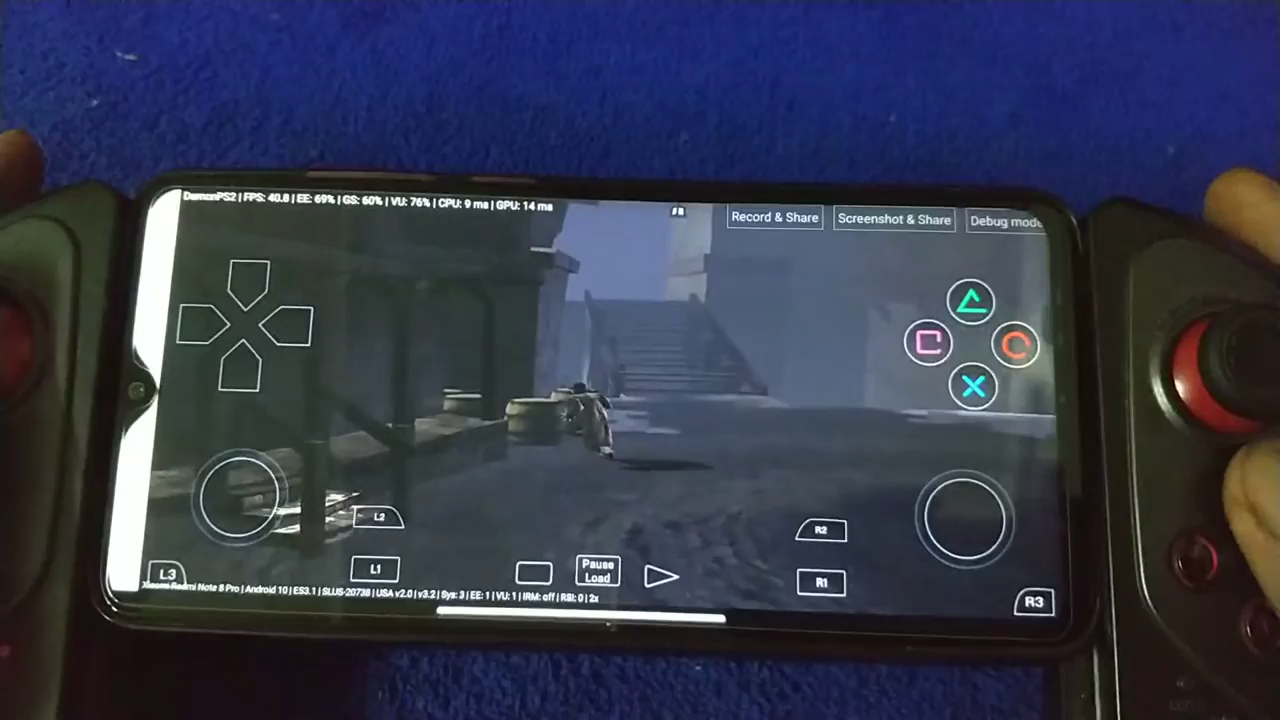 DamonPS2 | FPS: 40.8 | EE: 69% | GS: 60% | VU: 76% | CPU: 9 ms | GPU: 14 ms
Record & Share
Screenshot & Share
Debug mode
L2
R2
L1
Pause
Load
R1
L3
R3
Xiaomi Redmi Note 8 Pro | Android 10 | ES3.1 | SLUS-20738 | USA v2.0 | v3.2 | Sys: 3 | EE: 1 | VU: 1 | IRM: off | RSI: 0 | 2x